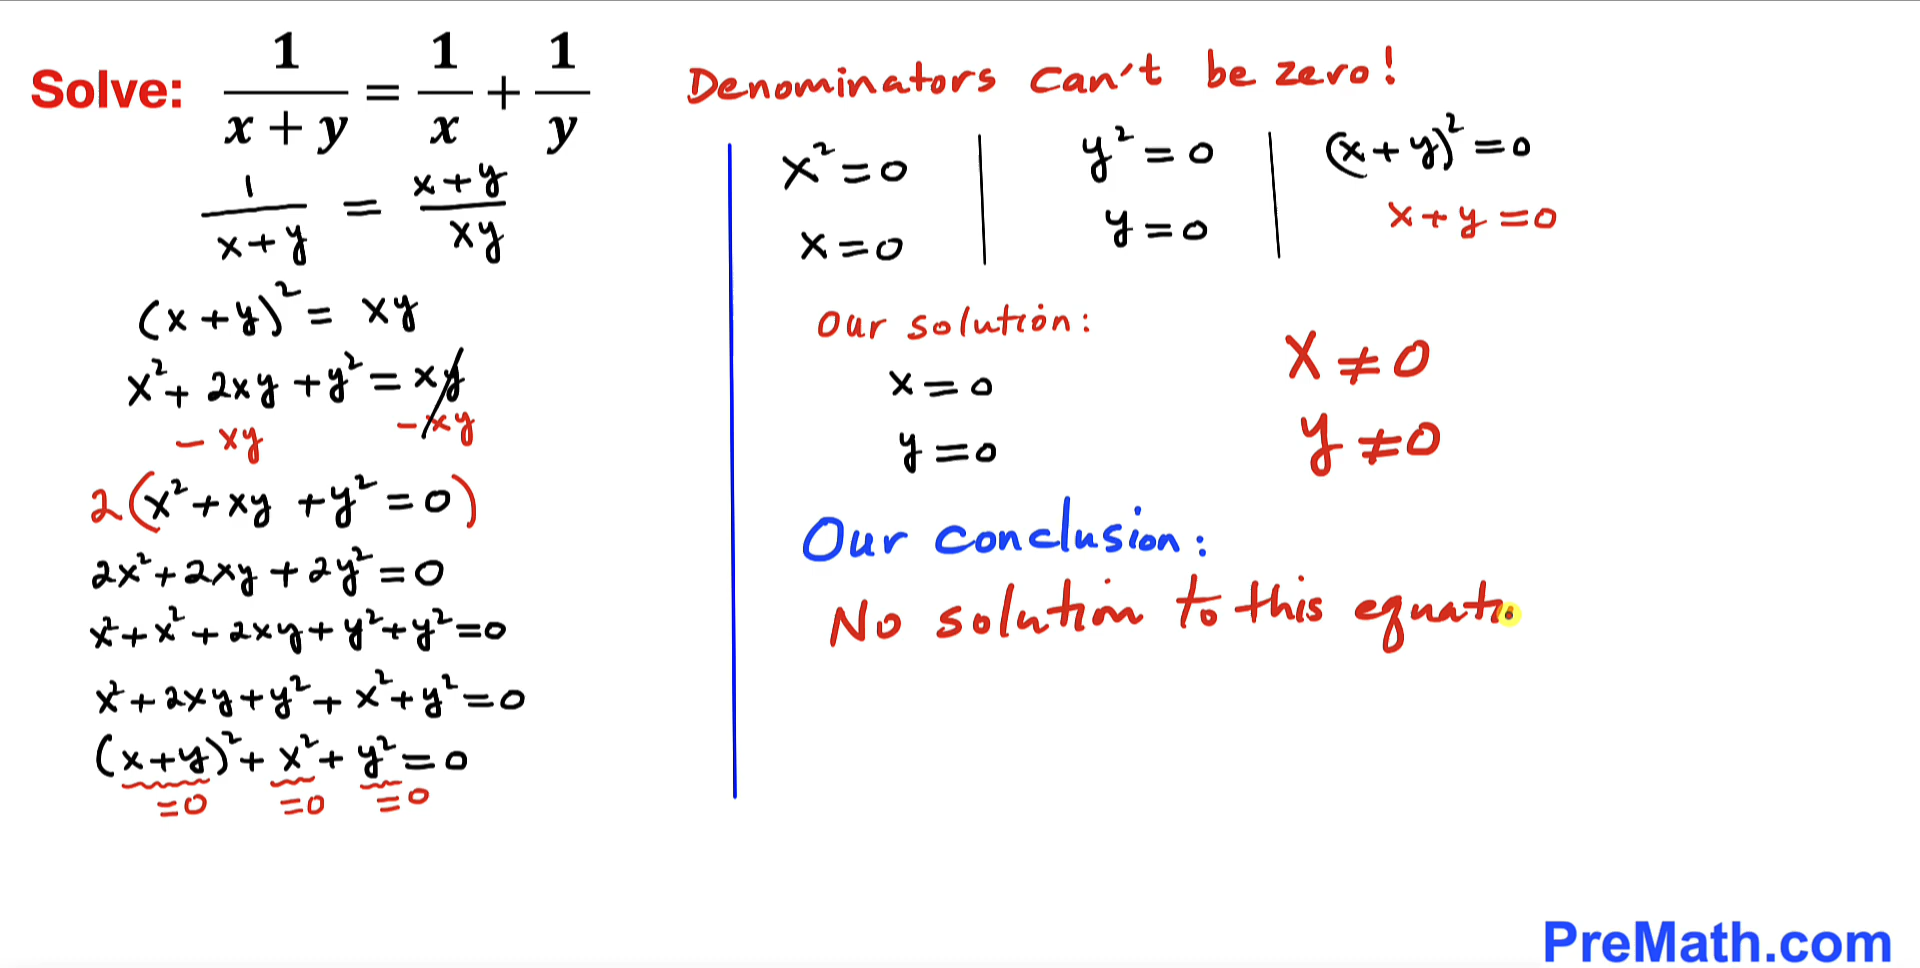 Solve: 1/(x + y) = 1/x + 1/y
1/(x+y) = (x+y)/(xy)
(x+y)² = xy
x² + 2xy + y² = xy
- xy - xy
2(x² + xy + y² = 0)
2x² + 2xy + 2y² = 0
x² + x² + 2xy + y² + y² = 0
x² + 2xy + y² + x² + y² = 0
(x+y)² + x² + y² = 0
=0 =0 =0
Denominators can't be zero!
x² = 0 | y² = 0 | (x+y)² = 0
x = 0 | y = 0 | x + y = 0
Our solution:
x = 0
y = 0
x ≠ 0
y ≠ 0
Our conclusion:
No solution to this equati
PreMath.com